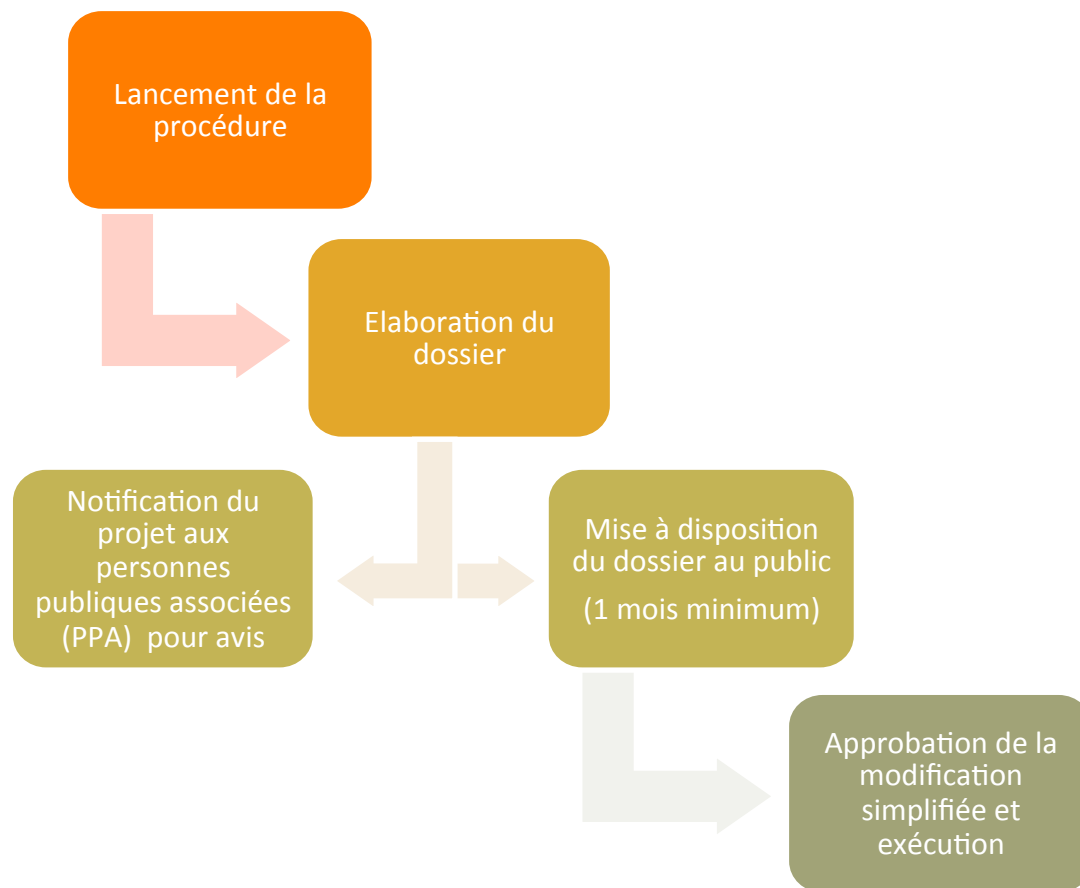 Lancement de la
procédure
Elaboration du
dossier
Notification du
projet aux
personnes
publiques associées
(PPA)  pour avis
Mise à disposition
du dossier au public
(1 mois minimum)
Approbation de la
modification
simplifiée et
exécution